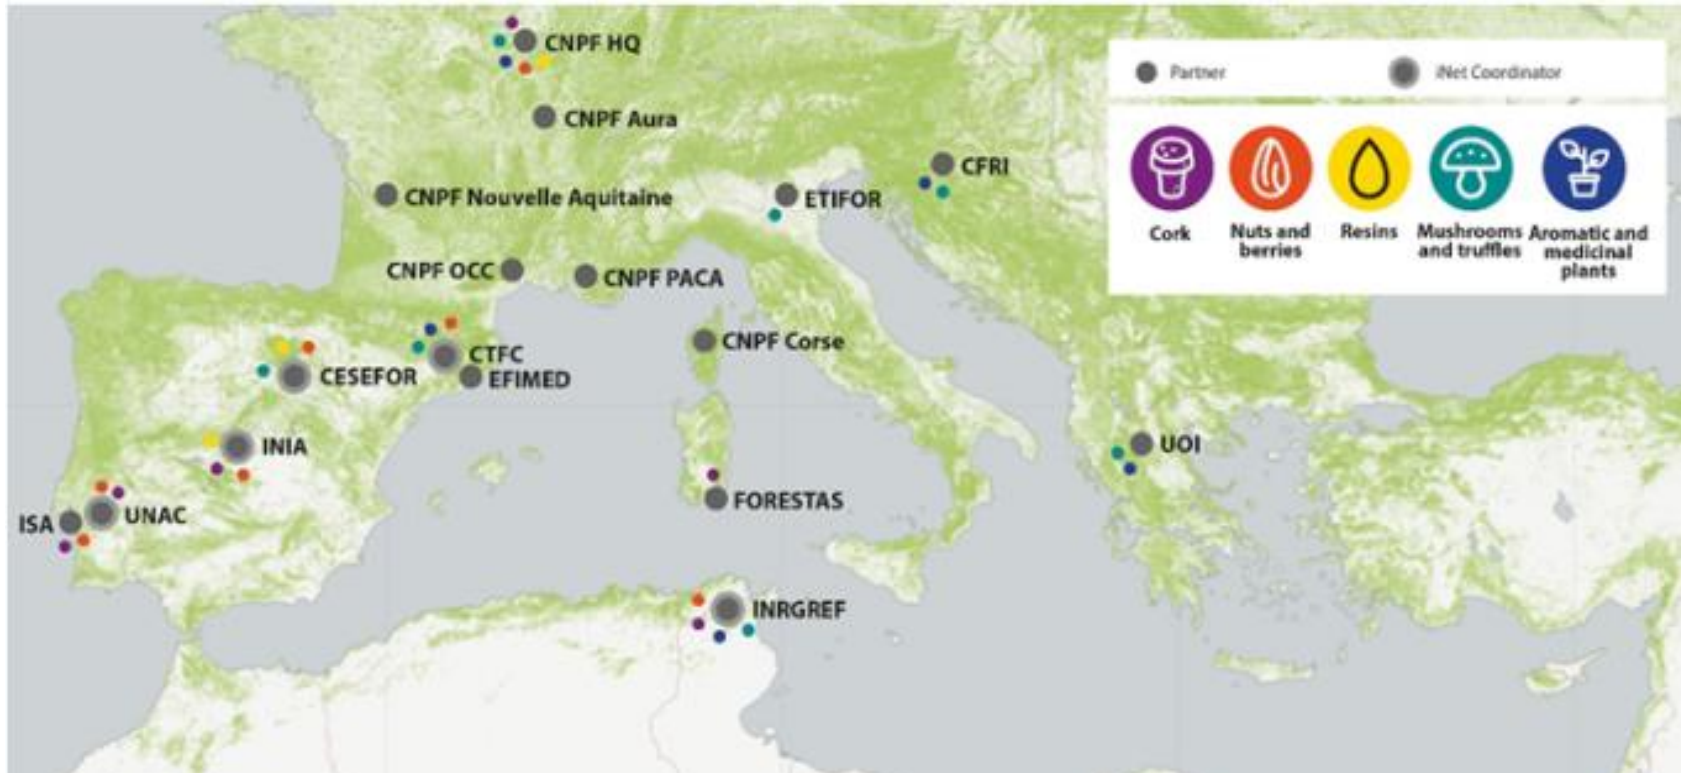 CNPF HQ
Partner
iNet Coordinator
CNPF Aura
CFRI
CNPF Nouvelle Aquitaine
ETIFOR
Cork
Nuts and
berries
Resins
Mushrooms
and truffles
Aromatic and
medicinal
plants
CNPF OCC
CNPF PACA
CNPF Corse
CTFC
CESEFOR
EFIMED
INIA
UOI
FORESTAS
ISA
UNAC
INRGREF